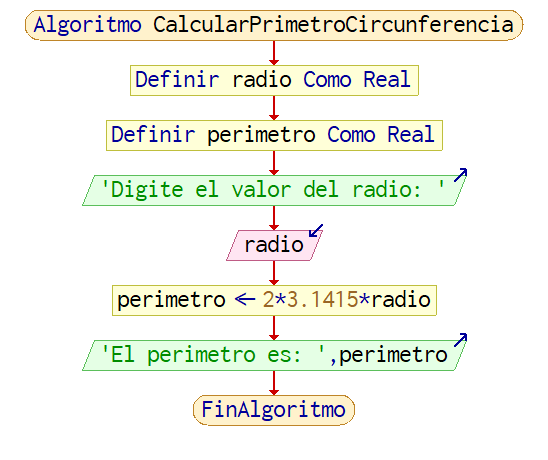 Algoritmo CalcularPrimetroCircunferencia
Definir radio Como Real
Definir perimetro Como Real
'Digite el valor del radio: '
radio
perimetro ← 2*3.1415*radio
'El perimetro es: ',perimetro
FinAlgoritmo